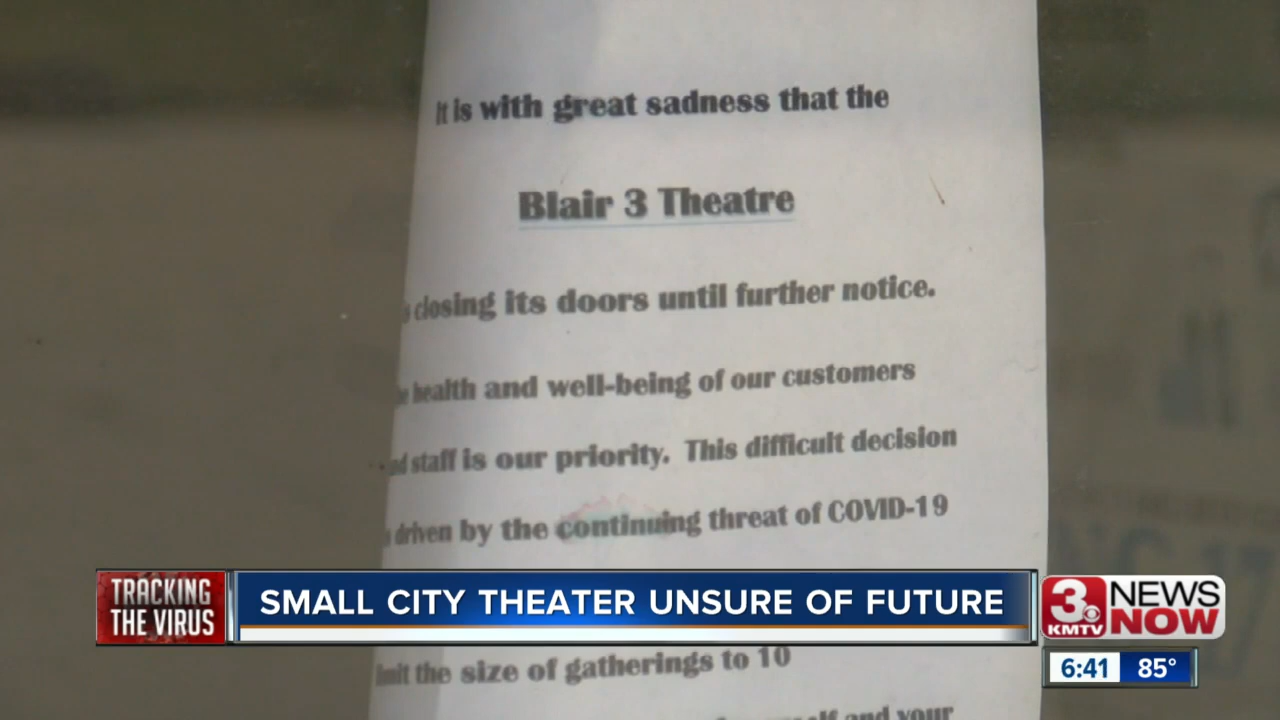 It is with great sadness that the
Blair 3 Theatre
closing its doors until further notice.
health and well-being of our customers
staff is our priority. This difficult decision
driven by the continuing threat of COVID-19
TRACKING
THE VIRUS
SMALL CITY THEATER UNSURE OF FUTURE
3
KMTV
NEWS
NOW
6:41 85°
the size of gatherings to 10
and your